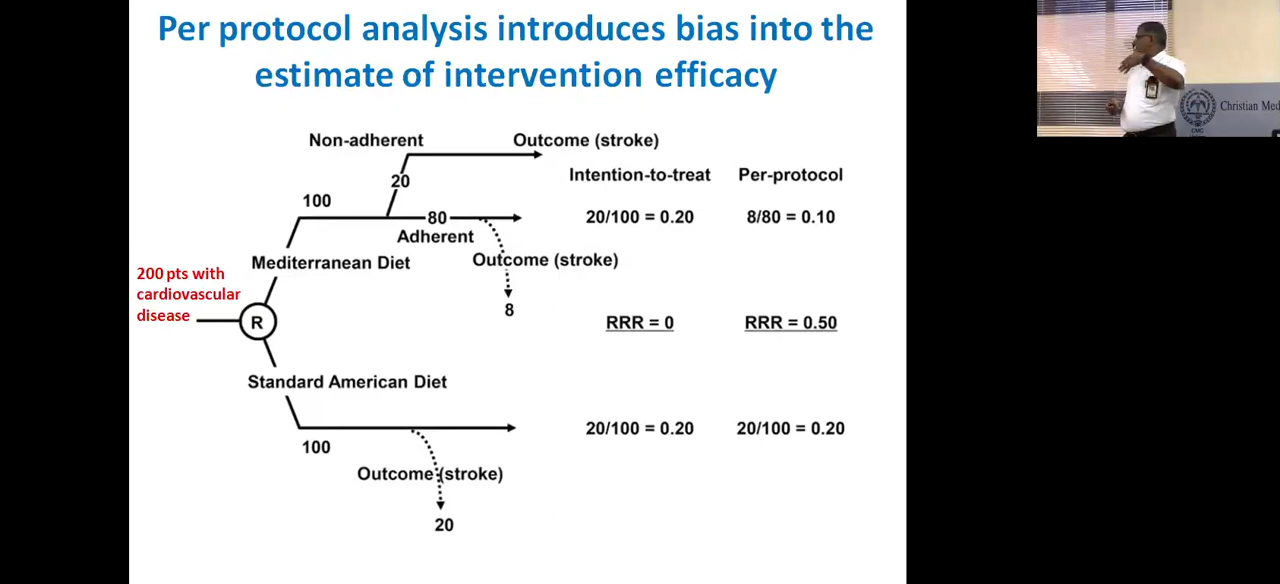 Per protocol analysis introduces bias into the
estimate of intervention efficacy
Non-adherent
Outcome (stroke)
20
Intention-to-treat
Per-protocol
100
80
20/100 = 0.20
8/80 = 0.10
Adherent
Mediterranean Diet
Outcome (stroke)
200 pts with
cardiovascular
disease
8
R
RRR = 0
RRR = 0.50
Standard American Diet
20/100 = 0.20
20/100 = 0.20
100
Outcome (stroke)
20
Christian Med
CMC